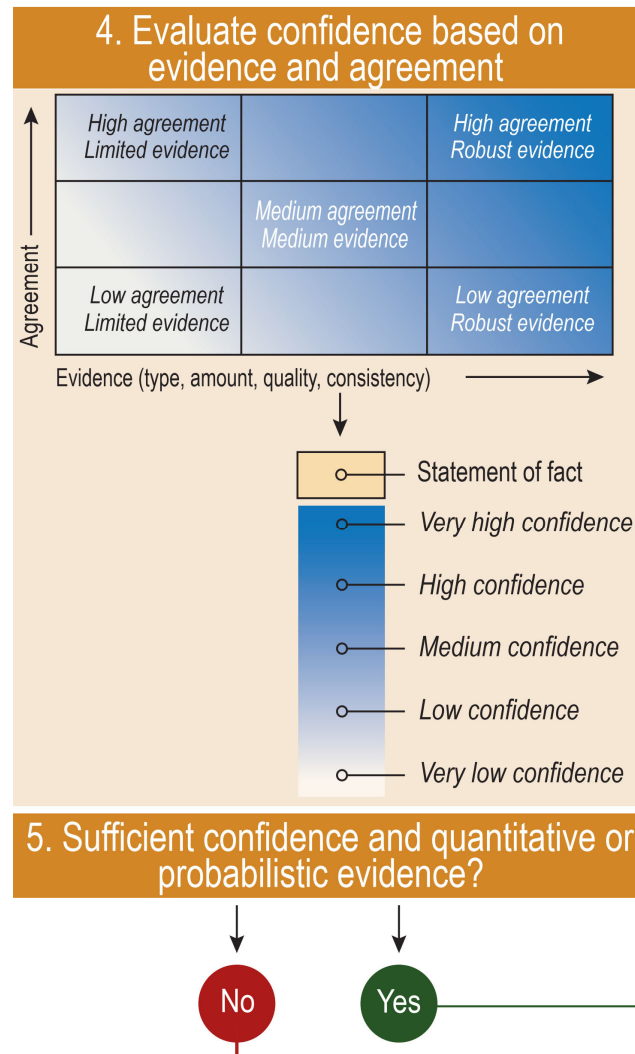 4. Evaluate confidence based on
evidence and agreement
High agreement
Limited evidence
High agreement
Robust evidence
Medium agreement
Medium evidence
Low agreement
Limited evidence
Low agreement
Robust evidence
Agreement
Evidence (type, amount, quality, consistency)
Statement of fact
Very high confidence
High confidence
Medium confidence
Low confidence
Very low confidence
5. Sufficient confidence and quantitative or
probabilistic evidence?
No
Yes